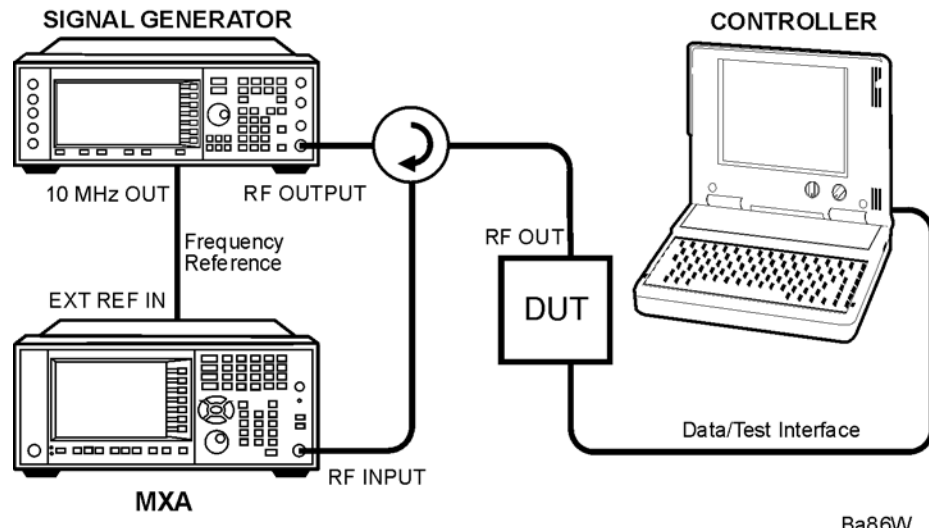 SIGNAL GENERATOR
CONTROLLER
10 MHz OUT
RF OUTPUT
Frequency
Reference
RF OUT
EXT REF IN
DUT
Data/Test Interface
RF INPUT
MXA
Ba86W